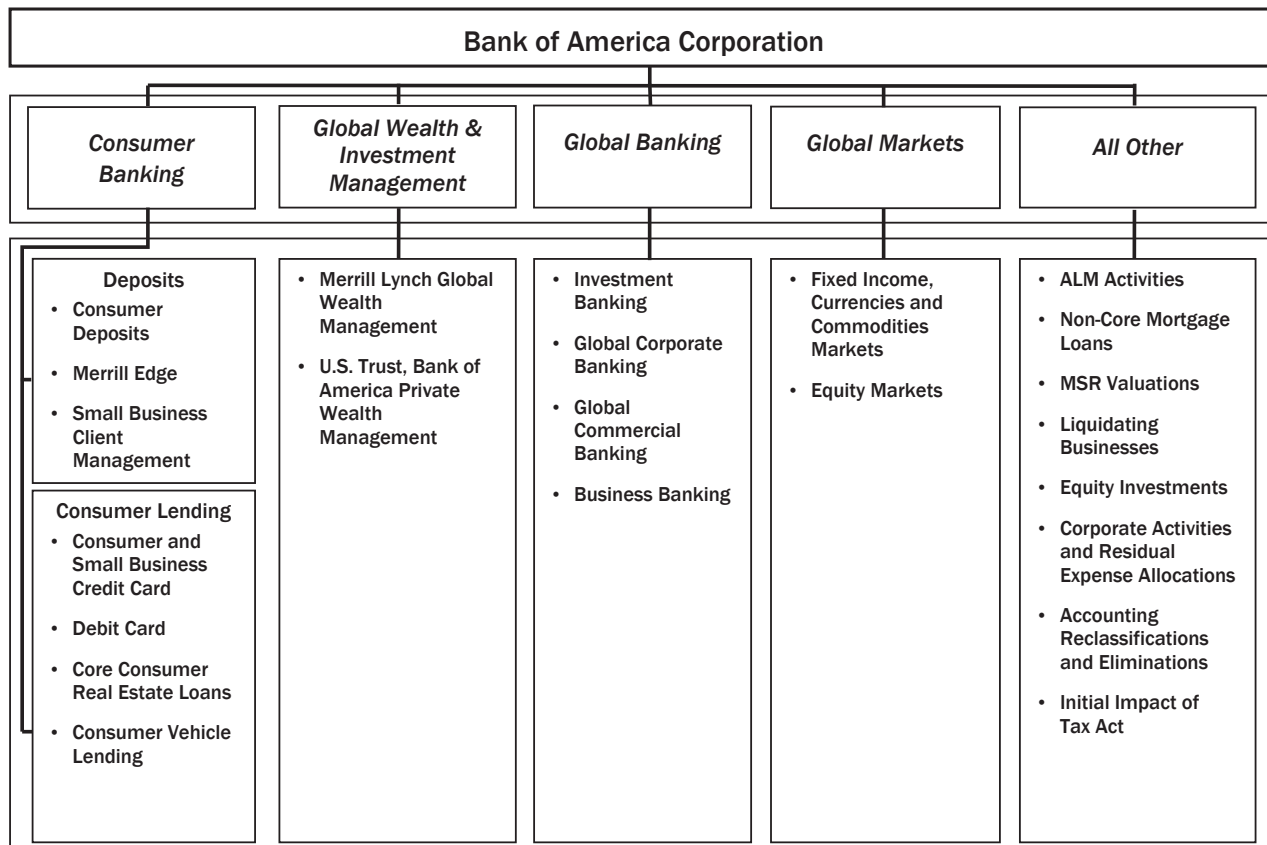 Bank of America Corporation
Consumer
Banking
Global Wealth &
Investment
Management
Global Banking
Global Markets
All Other
Deposits
• Consumer
Deposits
• Merrill Edge
• Small Business
Client
Management
Consumer Lending
• Consumer and
Small Business
Credit Card
• Debit Card
• Core Consumer
Real Estate Loans
• Consumer Vehicle
Lending
• Merrill Lynch Global
Wealth
Management
• U.S. Trust, Bank of
America Private
Wealth
Management
• Investment
Banking
• Global Corporate
Banking
• Global
Commercial
Banking
• Business Banking
• Fixed Income,
Currencies and
Commodities
Markets
• Equity Markets
• ALM Activities
• Non-Core Mortgage
Loans
• MSR Valuations
• Liquidating
Businesses
• Equity Investments
• Corporate Activities
and Residual
Expense Allocations
• Accounting
Reclassifications
and Eliminations
• Initial Impact of
Tax Act